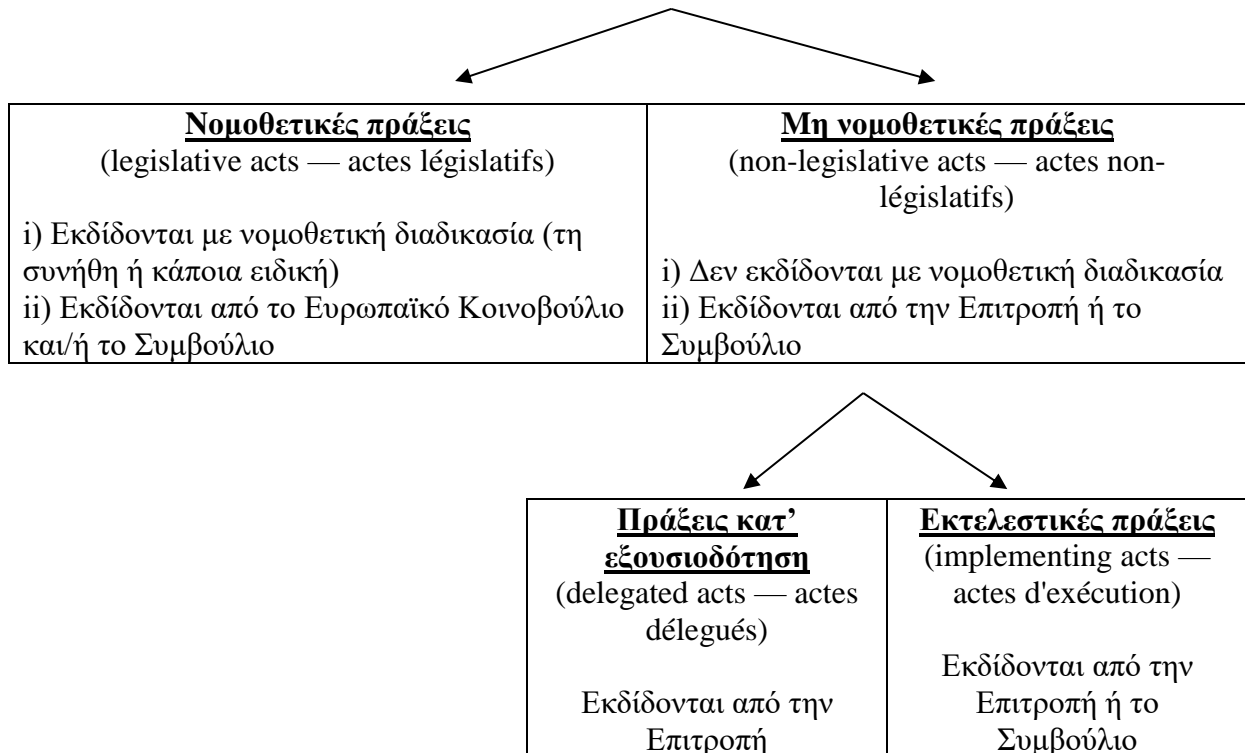 Νομοθετικές πράξεις
(legislative acts — actes législatifs)
i) Εκδίδονται με νομοθετική διαδικασία (τη
συνήθη ή κάποια ειδική)
ii) Εκδίδονται από το Ευρωπαϊκό Κοινοβούλιο
και/ή το Συμβούλιο
Μη νομοθετικές πράξεις
(non-legislative acts — actes non-
législatifs)
i) Δεν εκδίδονται με νομοθετική διαδικασία
ii) Εκδίδονται από την Επιτροπή ή το
Συμβούλιο
Πράξεις κατ’
εξουσιοδότηση
(delegated acts — actes
délegués)
Εκδίδονται από την
Επιτροπή
Εκτελεστικές πράξεις
(implementing acts —
actes d'exécution)
Εκδίδονται από την
Επιτροπή ή το
Συμβούλιο